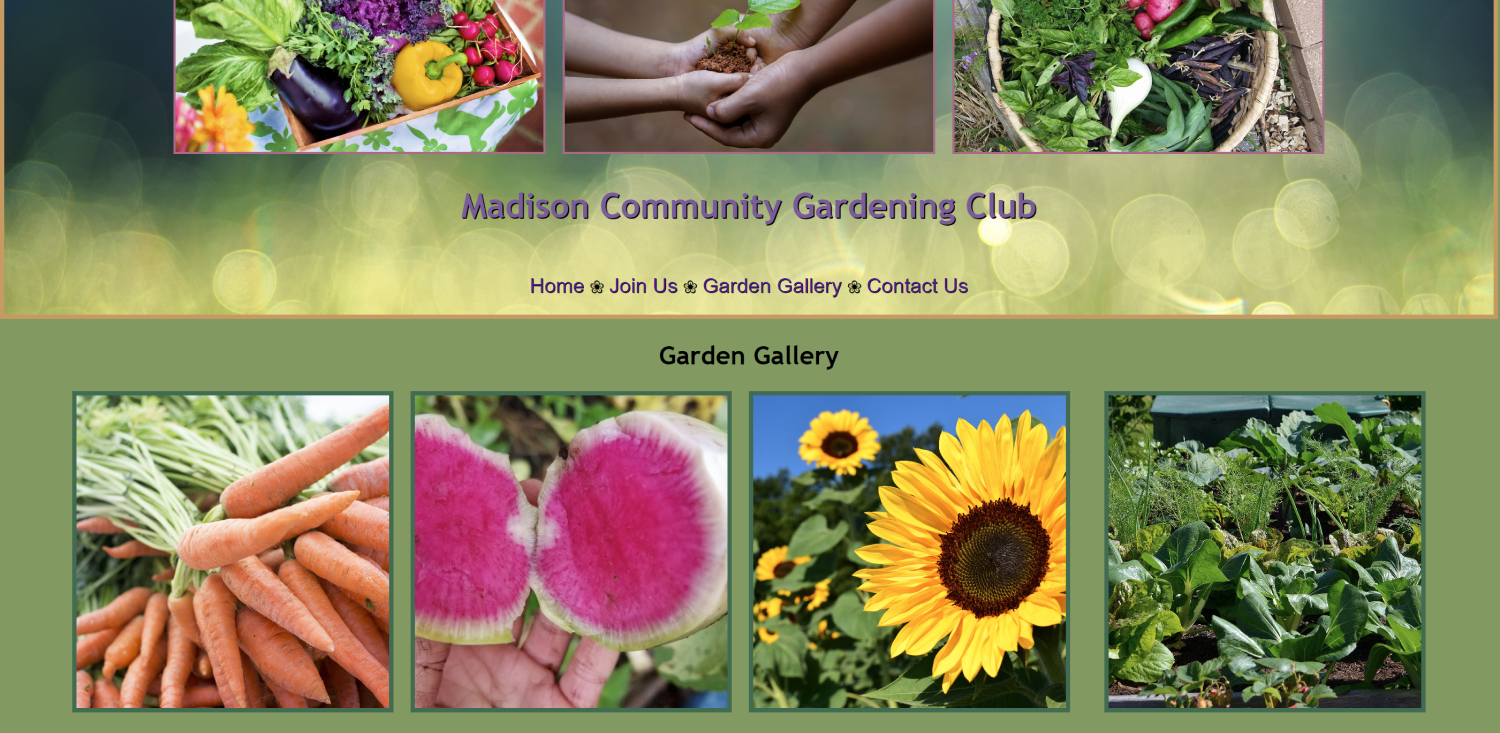 Madison Community Gardening Club
Home ❀ Join Us ❀ Garden Gallery ❀ Contact Us
Garden Gallery